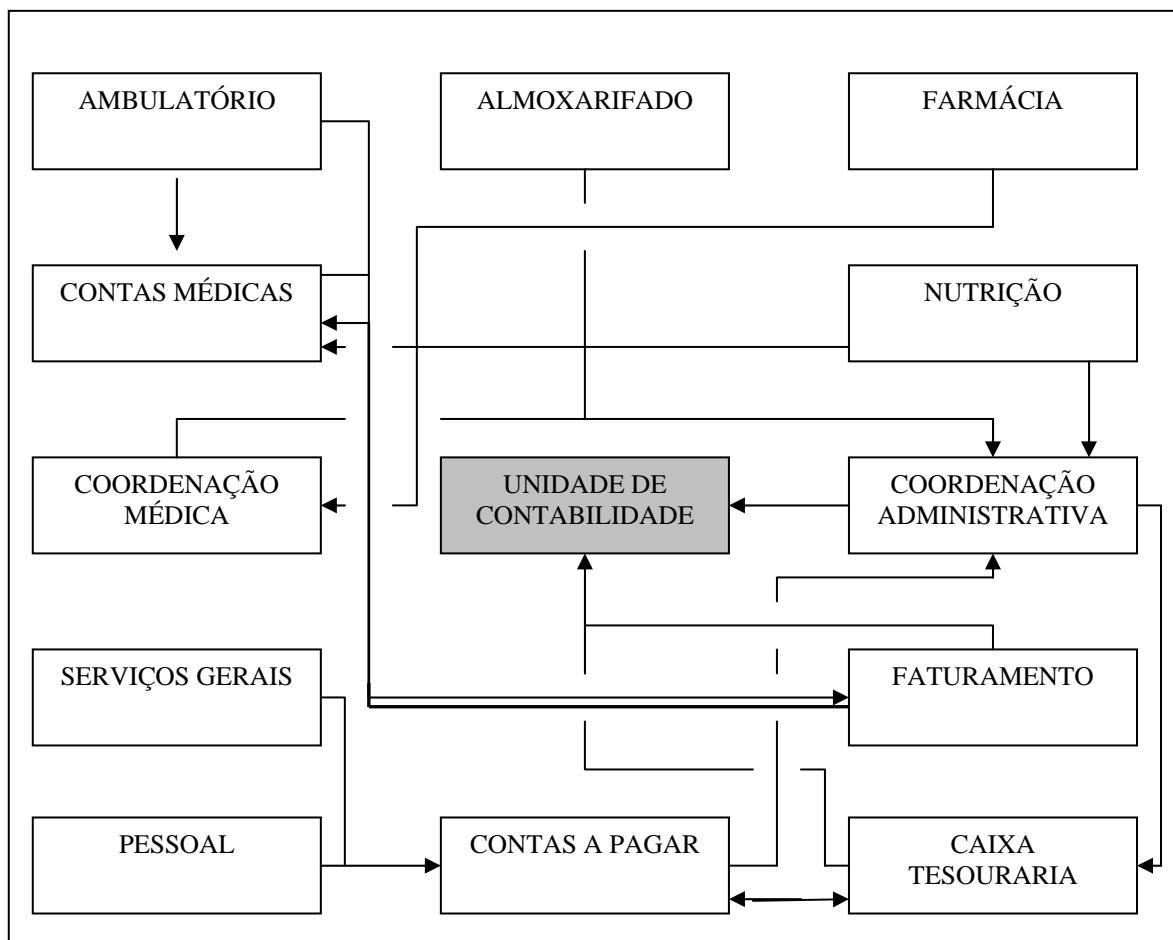 AMBULATÓRIO
ALMOXARIFADO
FARMÁCIA
CONTAS MÉDICAS
NUTRIÇÃO
COORDENAÇÃO
MÉDICA
UNIDADE DE
CONTABILIDADE
COORDENAÇÃO
ADMINISTRATIVA
SERVIÇOS GERAIS
FATURAMENTO
PESSOAL
CONTAS A PAGAR
CAIXA
TESOURARIA